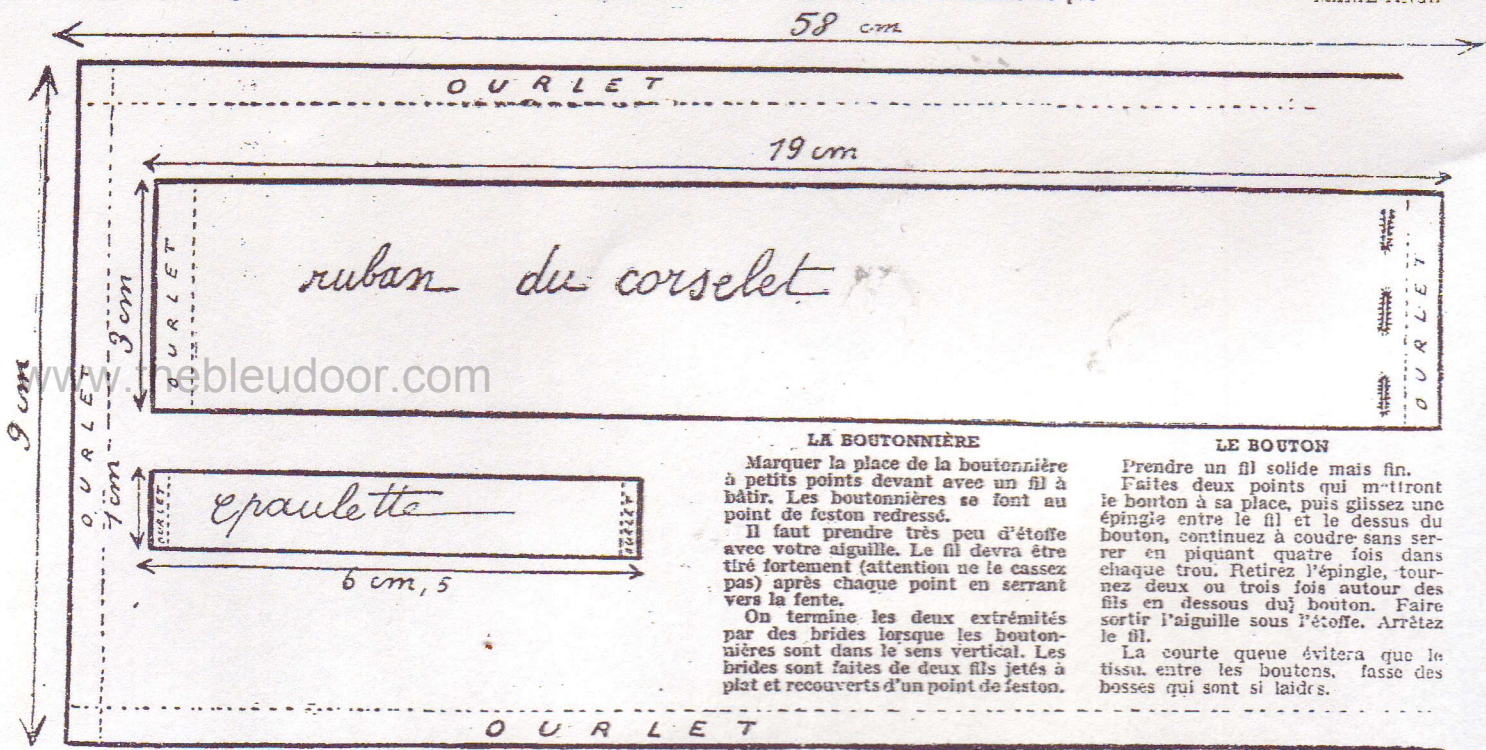 58 cm
OURLET
19 cm
9 cm
OURLET
3 cm
OURLET
ruban du corselet
OURLET
www.thebleudoor.com
1 cm
OURLET
epaulette
OURLET
6 cm, 5
LA BOUTONNIÈRE
Marquer la place de la boutonnière
à petits points devant avec un fil à
bâtir. Les boutonnières se font au
point de feston redressé.
Il faut prendre très peu d'étoffe
avec votre aiguille. Le fil devra être
tiré fortement (attention ne le cassez
pas) après chaque point en serrant
vers la fente.
On termine les deux extrémités
par des brides lorsque les bouton-
nières sont dans le sens vertical. Les
brides sont faites de deux fils jetés à
plat et recouverts d'un point de feston.
LE BOUTON
Prendre un fil solide mais fin.
Faites deux points qui mettront
le bouton à sa place, puis glissez une
épingle entre le fil et le dessus du
bouton, continuez à coudre sans ser-
rer en piquant quatre fois dans
chaque trou. Retirez l'épingle, tour-
nez deux ou trois fois autour des
fils en dessous du bouton. Faire
sortir l'aiguille sous l'étoffe. Arrêtez
le fil.
La courte queue évitera que le
tissu entre les boutons, fasse des
bosses qui sont si laides.
OURLET